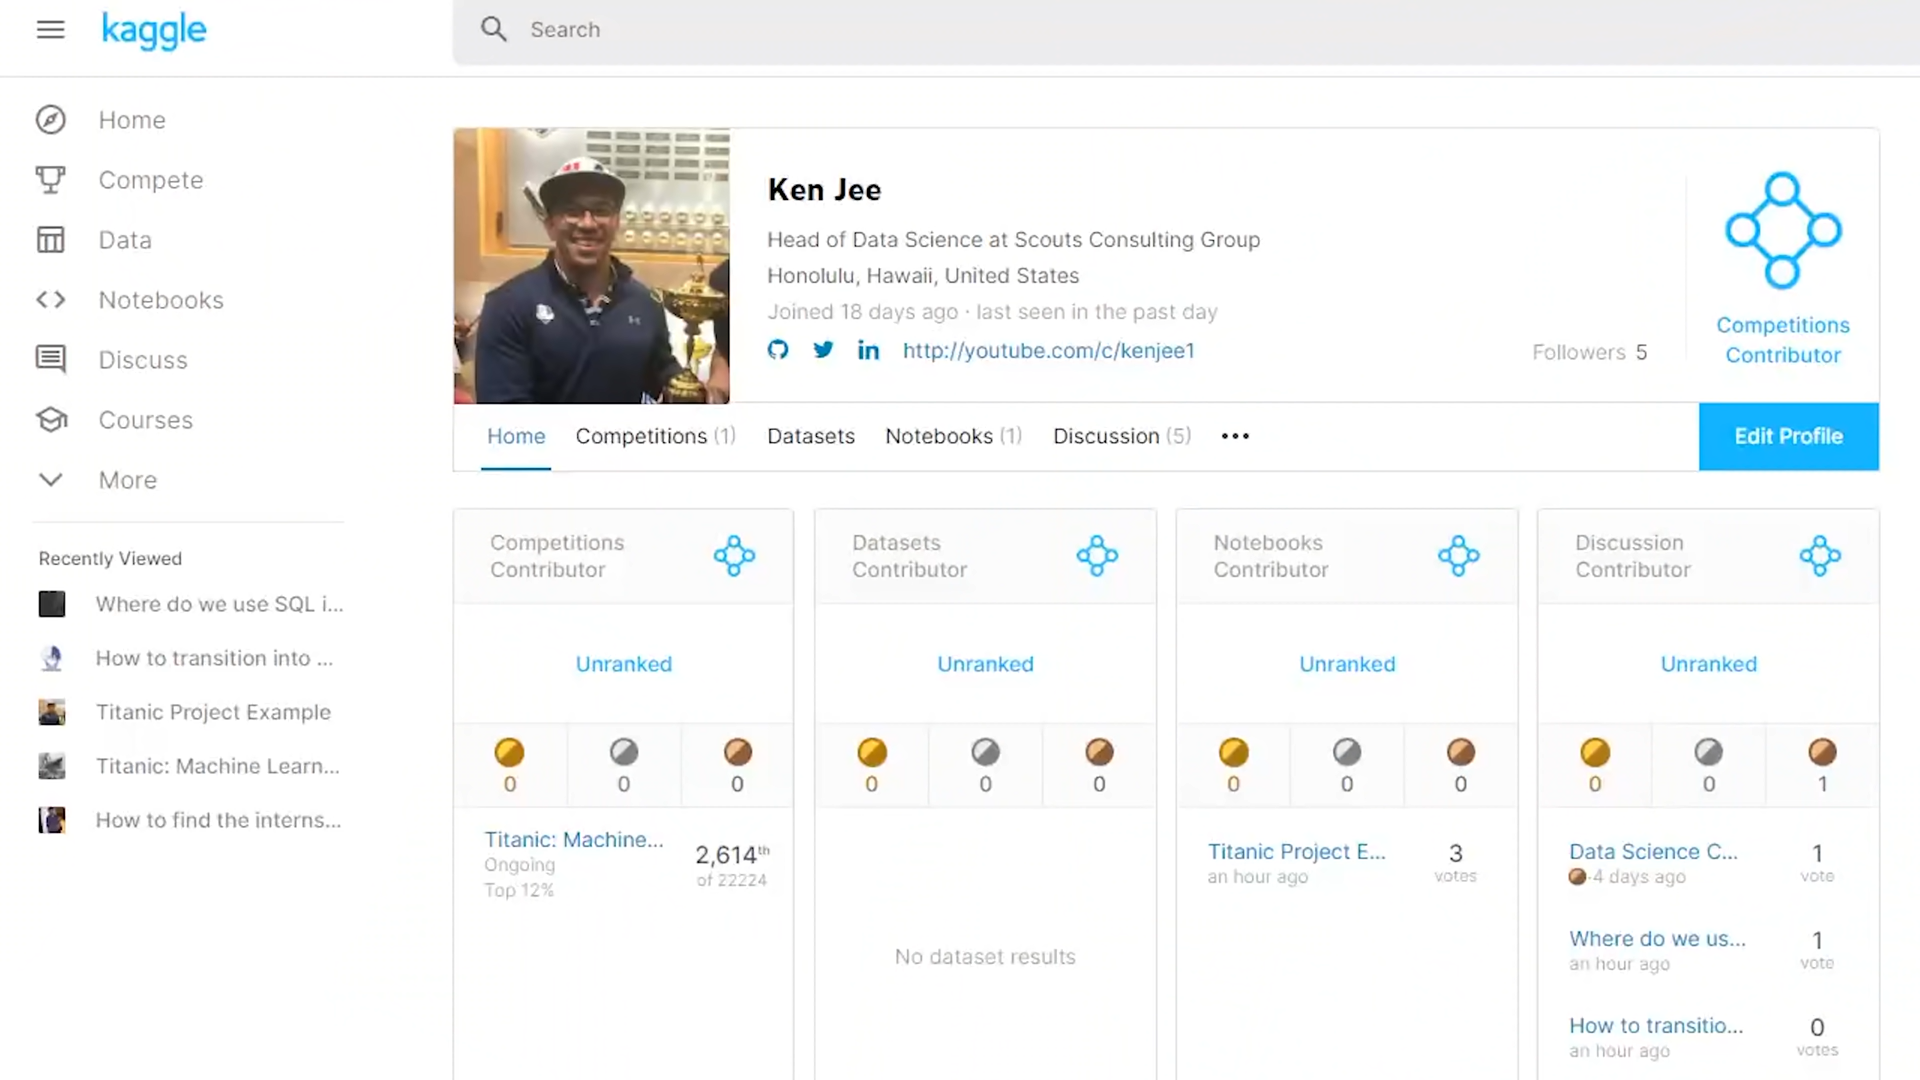 kaggle
Search
Home
Compete
Data
Notebooks
Discuss
Courses
More
Recently Viewed
Where do we use SQL i...
How to transition into ...
Titanic Project Example
Titanic: Machine Learn...
How to find the interns...
Ken Jee
Head of Data Science at Scouts Consulting Group
Honolulu, Hawaii, United States
Joined 18 days ago · last seen in the past day
in http://youtube.com/c/kenjee1
Followers 5
Competitions
Contributor
Home Competitions (1) Datasets Notebooks (1) Discussion (5) •••
Edit Profile
Competitions
Contributor
Unranked
0 0 0
Titanic: Machine...
Ongoing
Top 12%
2,614th
of 22224
Datasets
Contributor
Unranked
0 0 0
No dataset results
Notebooks
Contributor
Unranked
0 0 0
Titanic Project E...
an hour ago
3
votes
Discussion
Contributor
Unranked
0 0 1
Data Science C...
·4 days ago
1
vote
Where do we us...
an hour ago
1
vote
How to transitio...
an hour ago
0
votes